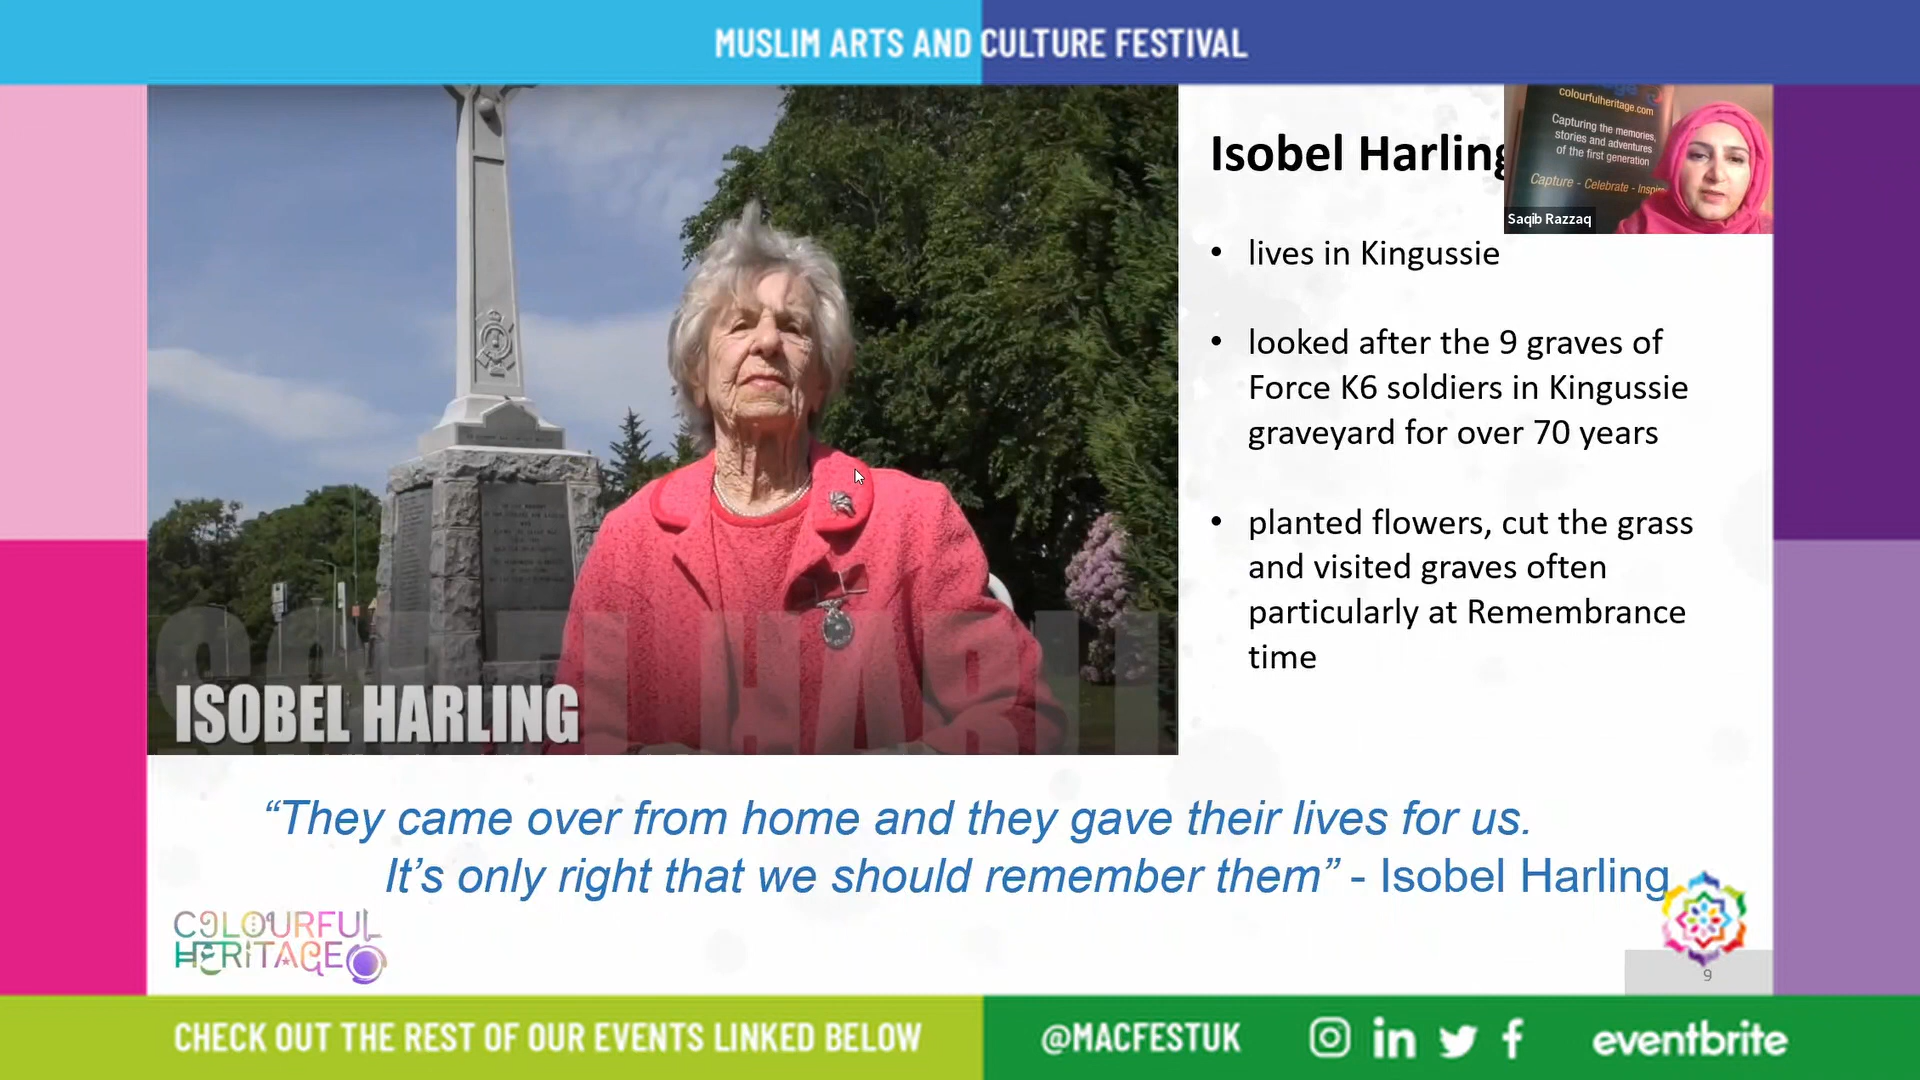 MUSLIM ARTS AND CULTURE FESTIVAL
Isobel Harling
colourfulheritage.com
Capturing the memories,
stories and adventures
of the first generation
Capture - Celebrate - Inspire
Saqib Razzaq
• lives in Kingussie
• looked after the 9 graves of
Force K6 soldiers in Kingussie
graveyard for over 70 years
• planted flowers, cut the grass
and visited graves often
particularly at Remembrance
time
ISOBEL HARLING
“They came over from home and they gave their lives for us.
It’s only right that we should remember them” - Isobel Harling
COLOURFUL
HERITAGE
9
CHECK OUT THE REST OF OUR EVENTS LINKED BELOW
@MACFESTUK
eventbrite